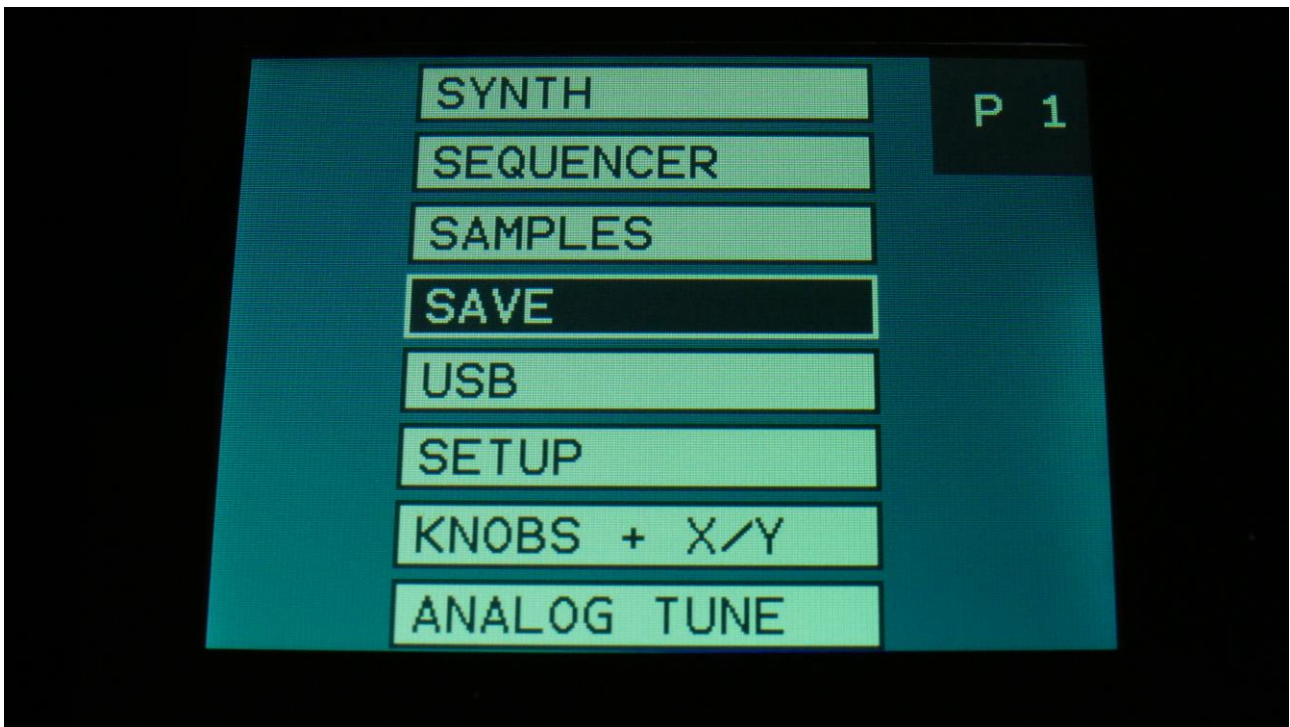 SYNTH
P 1
SEQUENCER
SAMPLES
SAVE
USB
SETUP
KNOBS + X/Y
ANALOG TUNE